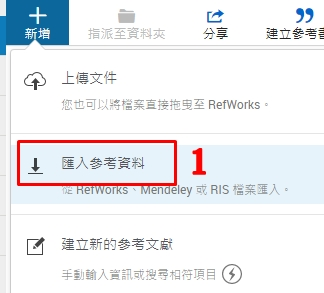 新增
指派至資料夾
分享
建立參考書
上傳文件
您也可以將檔案直接拖曳至 RefWorks。
匯入參考資料
1
從 RefWorks、Mendeley 或 RIS 檔案匯入。
建立新的參考文獻
手動輸入資訊或搜尋相符項目